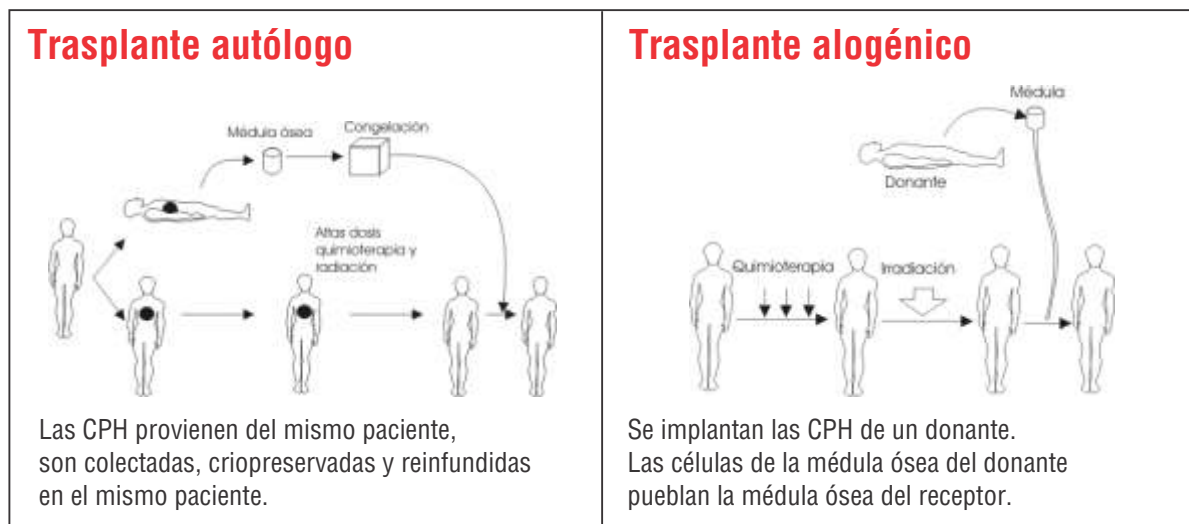 Trasplante autólogo
Médula ósea
Congelación
Altas dosis
quimioterapia y
radiación
Las CPH provienen del mismo paciente,
son colectadas, criopreservadas y reinfundidas
en el mismo paciente.
Trasplante alogénico
Médula
Donante
Quimioterapia
Irradiación
Se implantan las CPH de un donante.
Las células de la médula ósea del donante
pueblan la médula ósea del receptor.